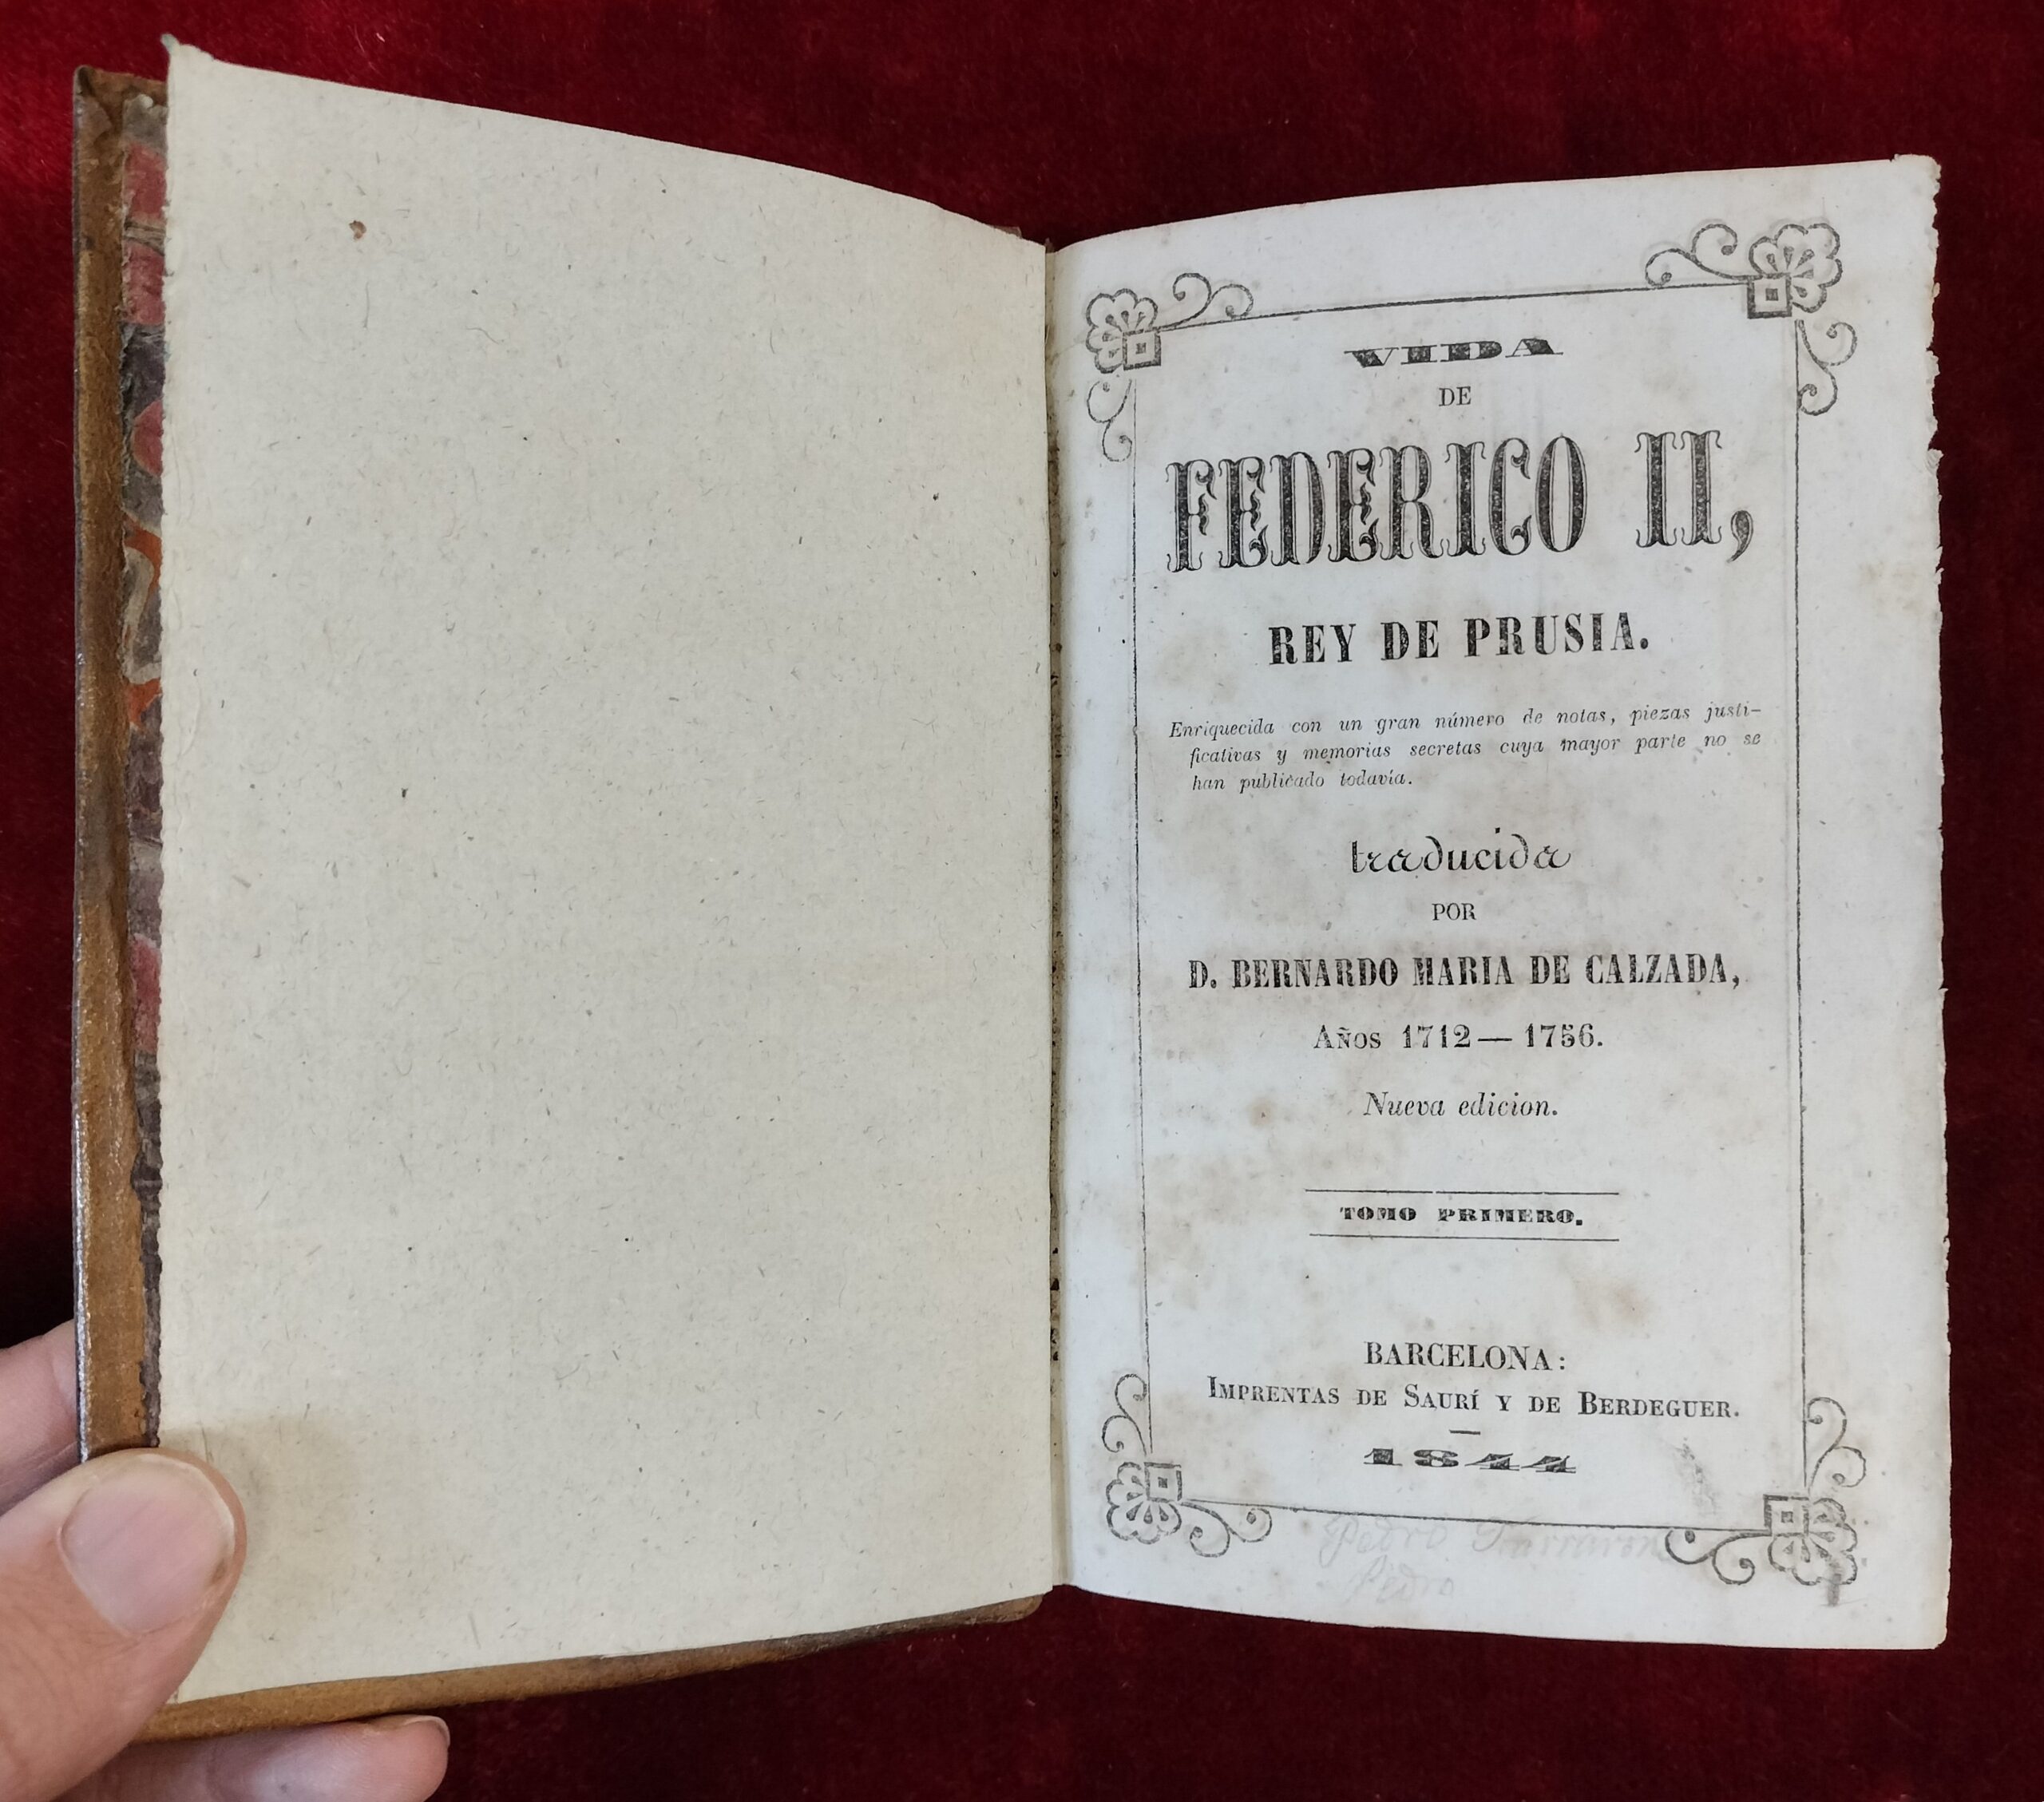 VIDA
DE
FEDERICO II,
REY DE PRUSIA.
Enriquecida con un gran número de notas, piezas justi-
ficativas y memorias secretas cuya mayor parte no se
han publicado todavía.
traducida
POR
D. BERNARDO MARIA DE CALZADA,
Años 1712 — 1756.
Nueva edicion.
TOMO PRIMERO.
BARCELONA:
Imprentas de Saurí y de Berdeguer.
1844
Pedro
Pedro